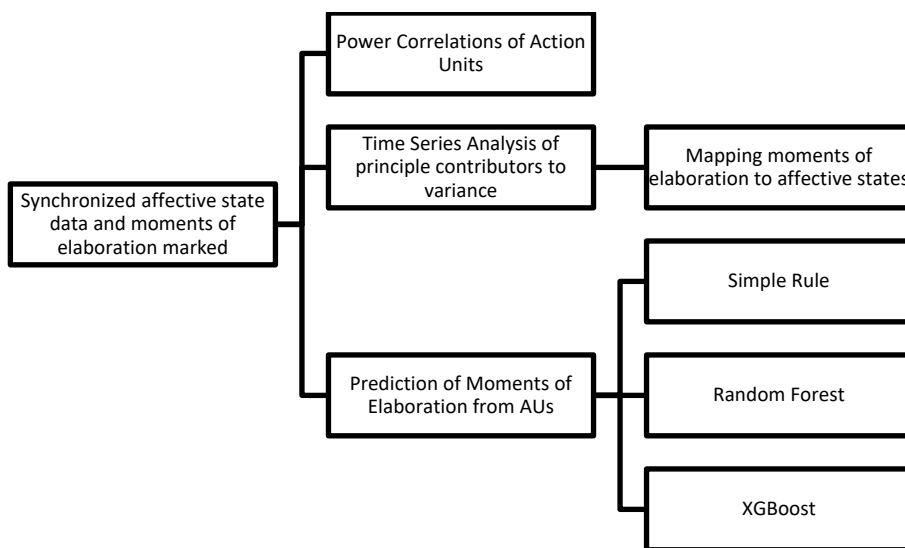 Power Correlations of Action
Units
Time Series Analysis of
principle contributors to
variance
Mapping moments of
elaboration to affective states
Synchronized affective state
data and moments of
elaboration marked
Simple Rule
Prediction of Moments of
Elaboration from AUs
Random Forest
XGBoost